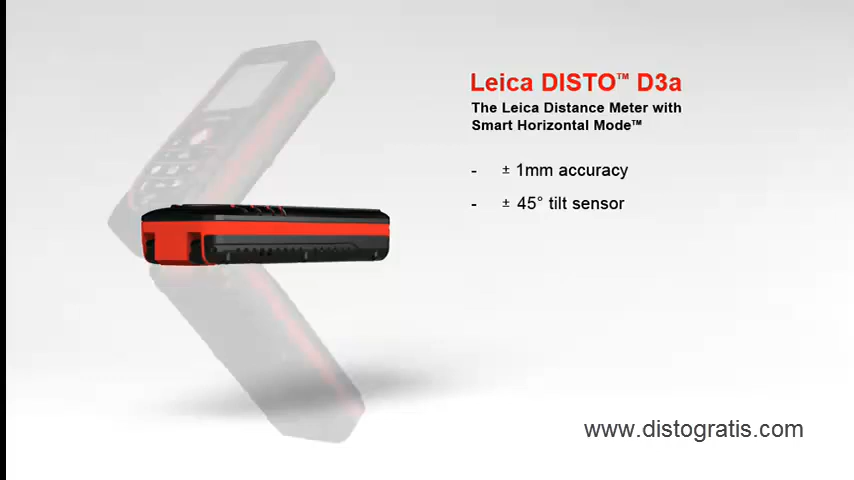 Leica DISTO™ D3a
The Leica Distance Meter with
Smart Horizontal Mode™
- ± 1mm accuracy
- ± 45° tilt sensor
www.distogratis.com